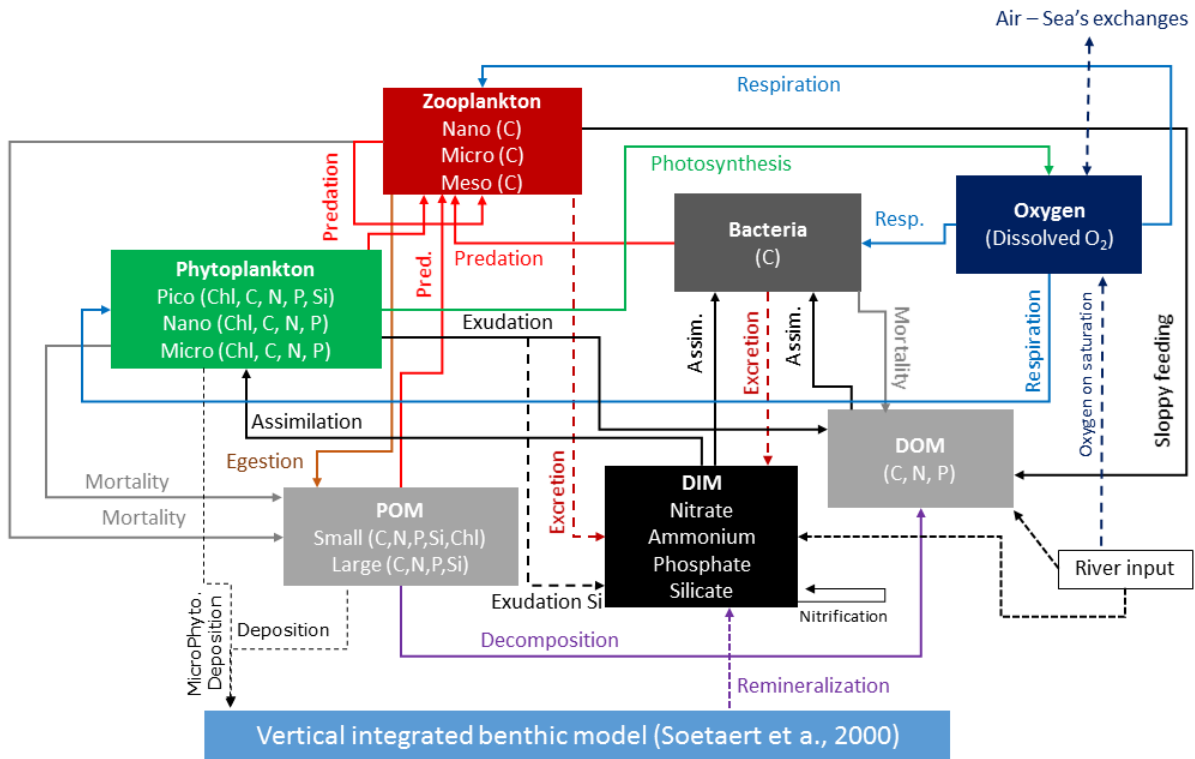 Air – Sea's exchanges
Respiration
Zooplankton
Nano (C)
Micro (C)
Meso (C)
Predation
Photosynthesis
Oxygen
(Dissolved O₂)
Resp.
Bacteria
(C)
Predation
Pred.
Phytoplankton
Pico (Chl, C, N, P, Si)
Nano (Chl, C, N, P)
Micro (Chl, C, N, P)
Exudation
Assim.
Excretion
Assim.
Mortality
Respiration
Oxygen on saturation
Sloppy feeding
Assimilation
Egestion
Excretion
DOM
(C, N, P)
Mortality
Mortality
POM
Small (C,N,P,Si,Chl)
Large (C,N,P,Si)
DIM
Nitrate
Ammonium
Phosphate
Silicate
River input
Exudation Si
Nitrification
MicroPhyto.
Deposition
Deposition
Decomposition
Remineralization
Vertical integrated benthic model (Soetaert et a., 2000)